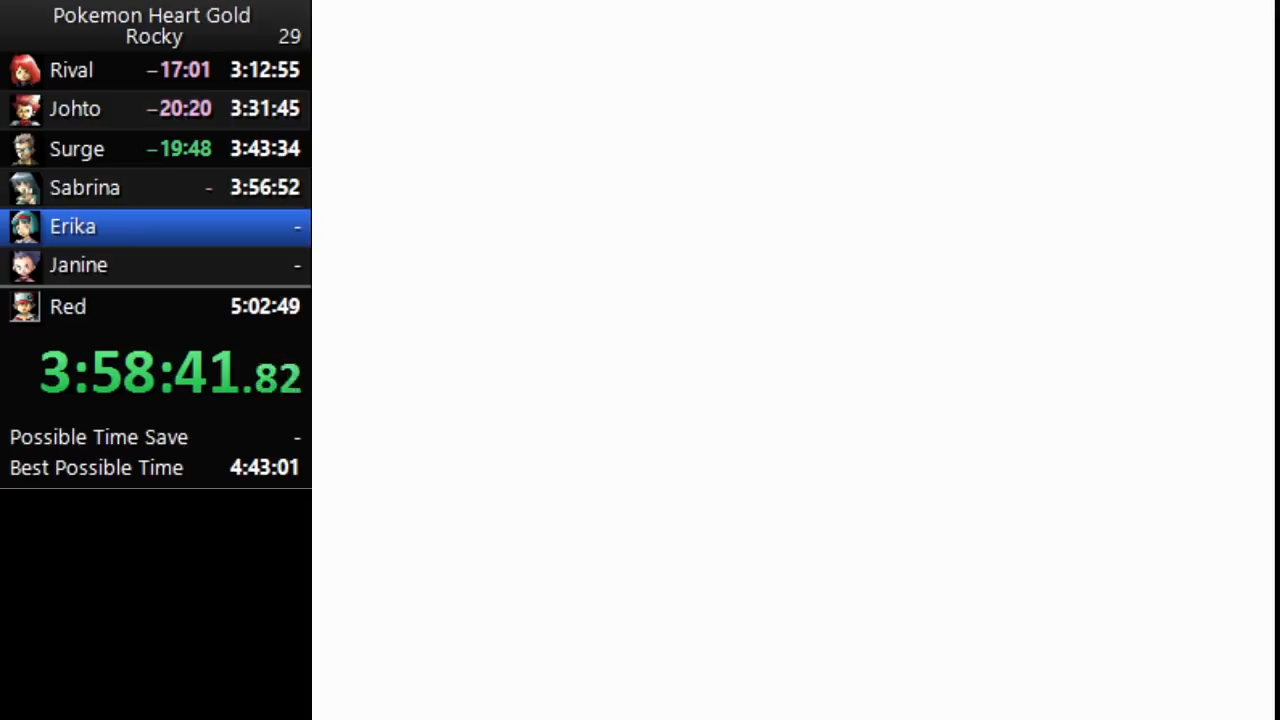 Pokemon Heart Gold
Rocky 29
Rival −17:01 3:12:55
Johto −20:20 3:31:45
Surge −19:48 3:43:34
Sabrina - 3:56:52
Erika -
Janine -
Red 5:02:49
3:58:41.82
Possible Time Save -
Best Possible Time 4:43:01